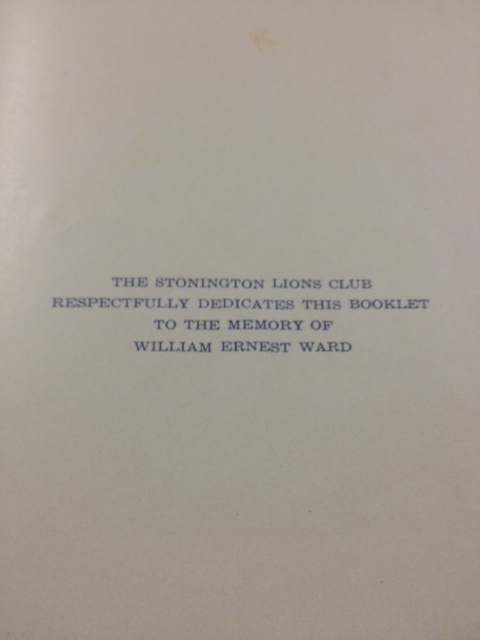 THE STONINGTON LIONS CLUB
RESPECTFULLY DEDICATES THIS BOOKLET
TO THE MEMORY OF
WILLIAM ERNEST WARD